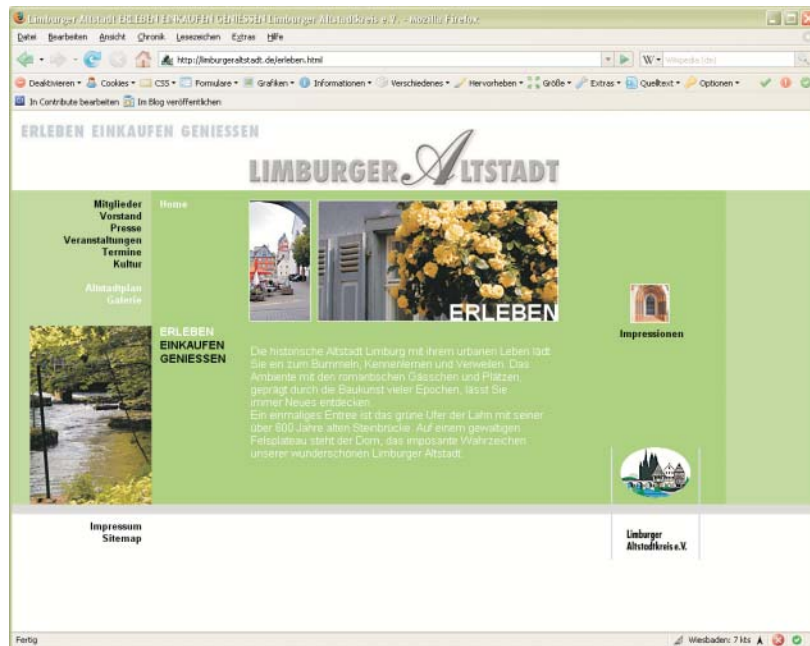 Limburger Altstadt ERLEBEN EINKAUFEN GENIESSEN Limburger Altstadtkreis e.V. - Mozilla Firefox
Datei Bearbeiten Ansicht Chronik Lesezeichen Extras Hilfe
http://limburgeraltstadt.de/erleben.html
W Wikipedia (de)
Deaktivieren Cookies CSS Formulare Grafiken Informationen Verschiedenes Hervorheben Größe Extras Quelltext Optionen
In Contribute bearbeiten Im Blog veröffentlichen
ERLEBEN EINKAUFEN GENIESSEN
LIMBURGER ALTSTADT
Mitglieder
Vorstand
Presse
Veranstaltungen
Termine
Kultur
Altstadtplan
Galerie
Home
ERLEBEN
EINKAUFEN
GENIESSEN
ERLEBEN
Die historische Altstadt Limburg mit ihrem urbanen Leben lädt
Sie ein zum Bummeln, Kennenlernen und Verweilen. Das
Ambiente mit den romantischen Gässchen und Plätzen,
geprägt durch die Baukunst vieler Epochen, lässt Sie
immer Neues entdecken.
Ein einmaliges Entree ist das grüne Ufer der Lahn mit seiner
über 600 Jahre alten Steinbrücke. Auf einem gewaltigen
Felsplateau steht der Dom, das imposante Wahrzeichen
unserer wunderschönen Limburger Altstadt.
Impressionen
Limburger
Altstadtkreis e.V.
Impressum
Sitemap
Fertig
Wiesbaden: 7 kts